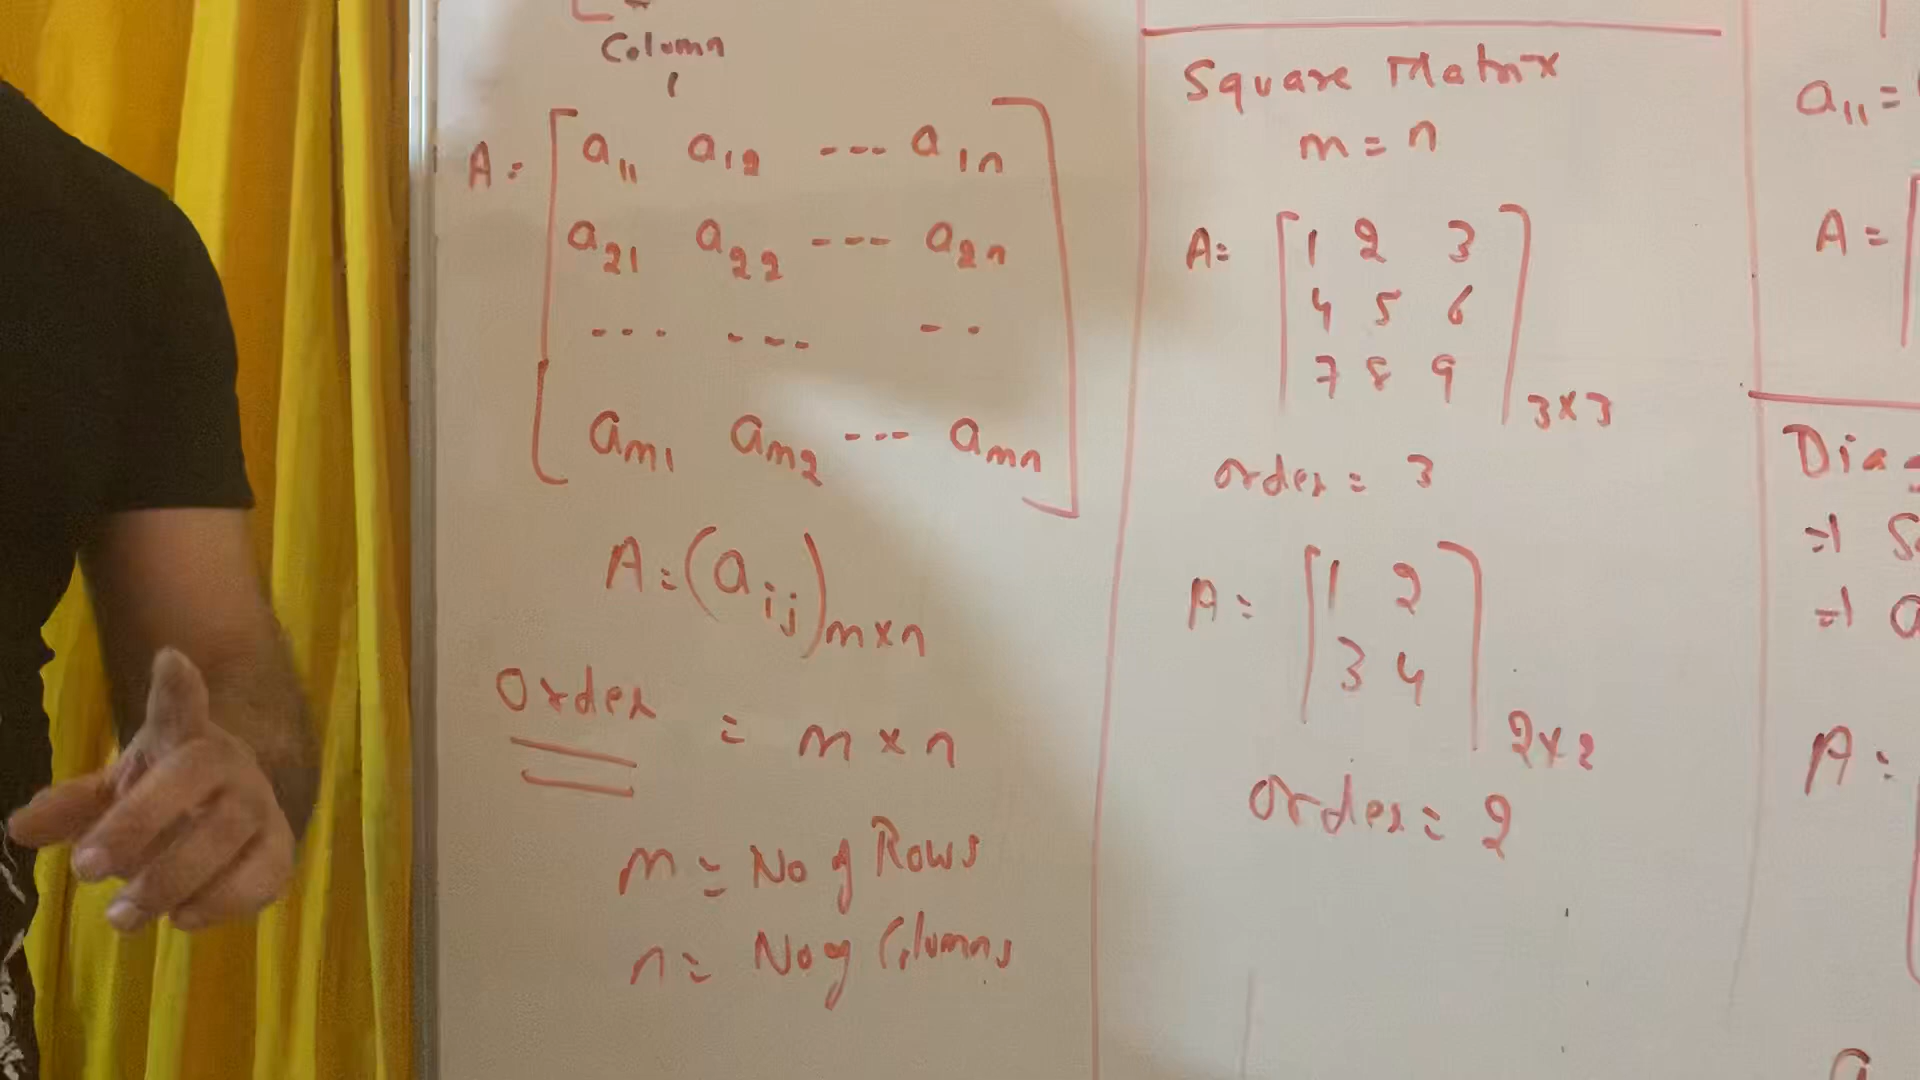 Column
A = [ a11 a12 --- a1n
a21 a22 --- a2n
--- ---- --
am1 am2 --- amn ]
A = (aij)m×n
Order = m × n
m = No of Rows
n = No of Columns
Square Matrix
m = n
A = [ 1 2 3
4 5 6
7 8 9 ] 3×3
order = 3
A = [ 1 2
3 4 ] 2×2
order = 2
a11 =
A = [
A =